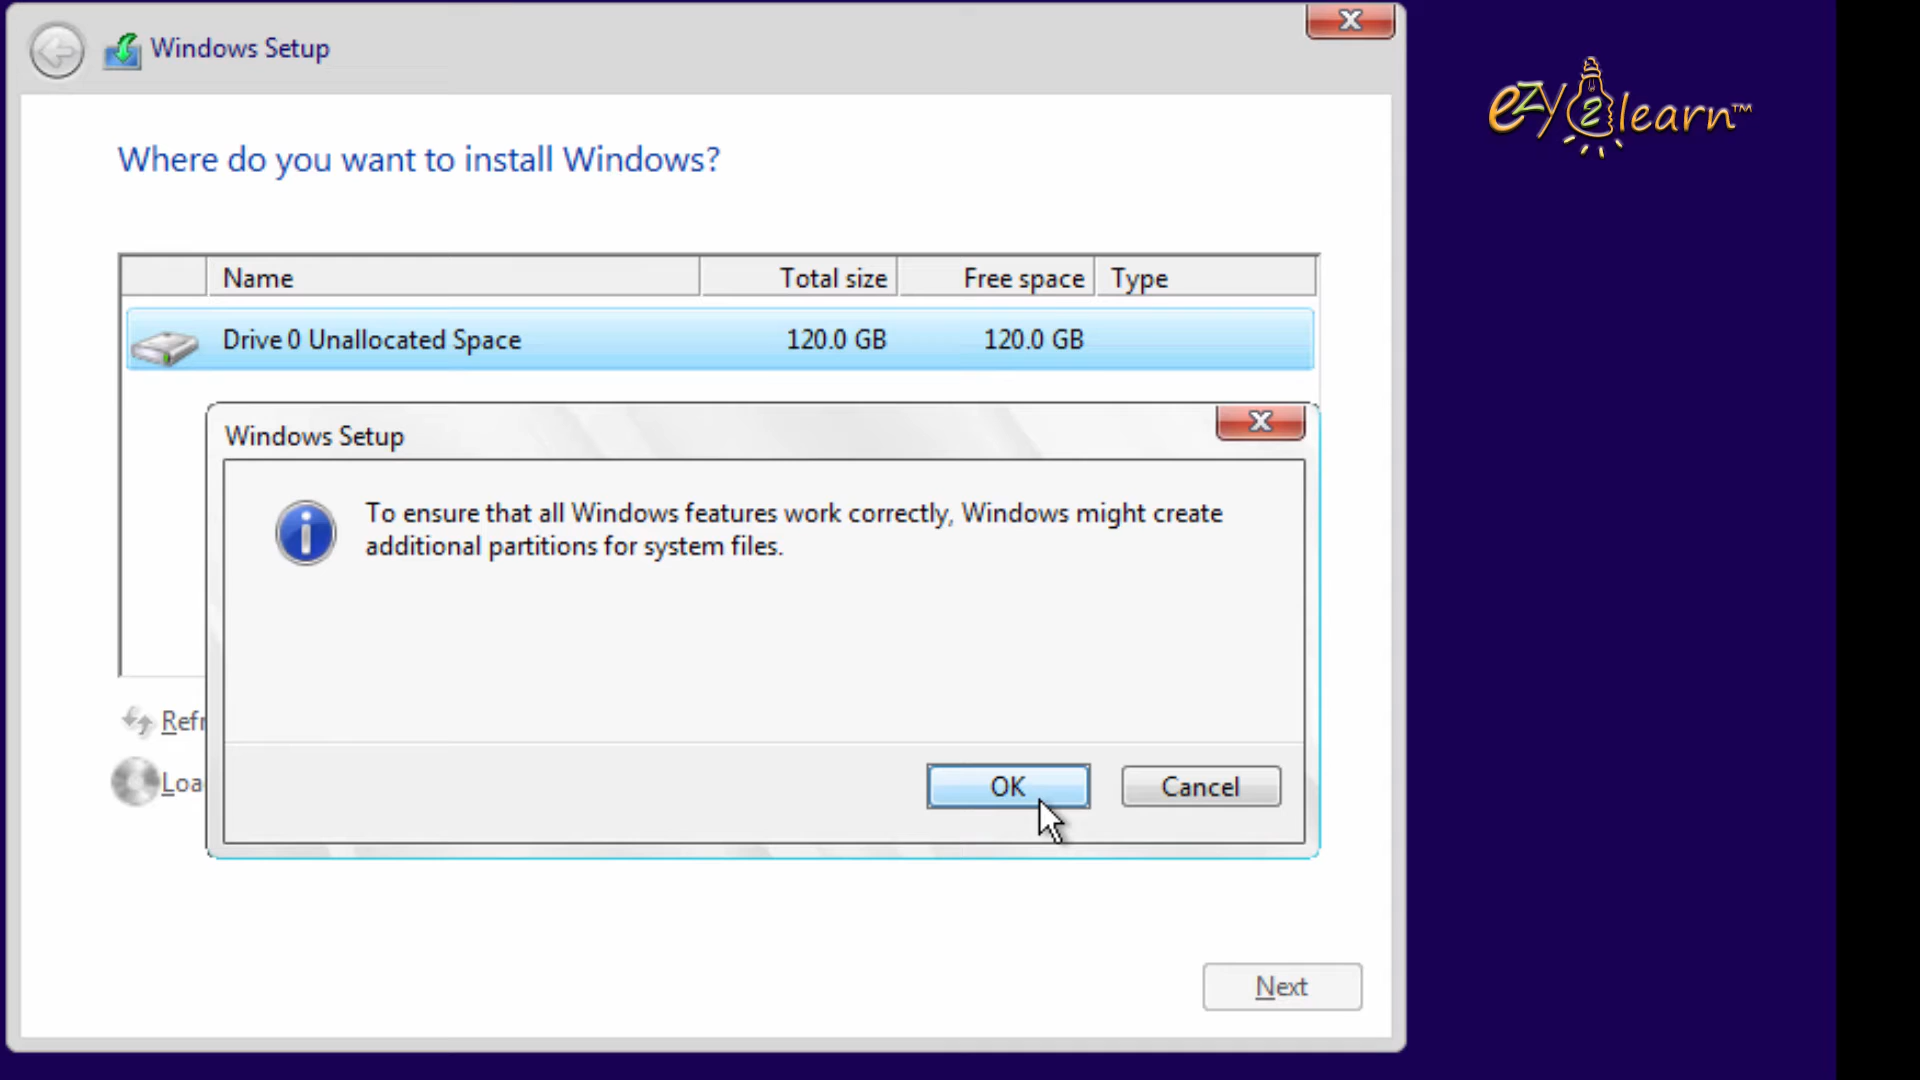 Windows Setup
ezy2learn™
Where do you want to install Windows?
Name Total size Free space Type
Drive 0 Unallocated Space 120.0 GB 120.0 GB
Windows Setup
To ensure that all Windows features work correctly, Windows might create
additional partitions for system files.
Refr
Loa
OK Cancel
Next